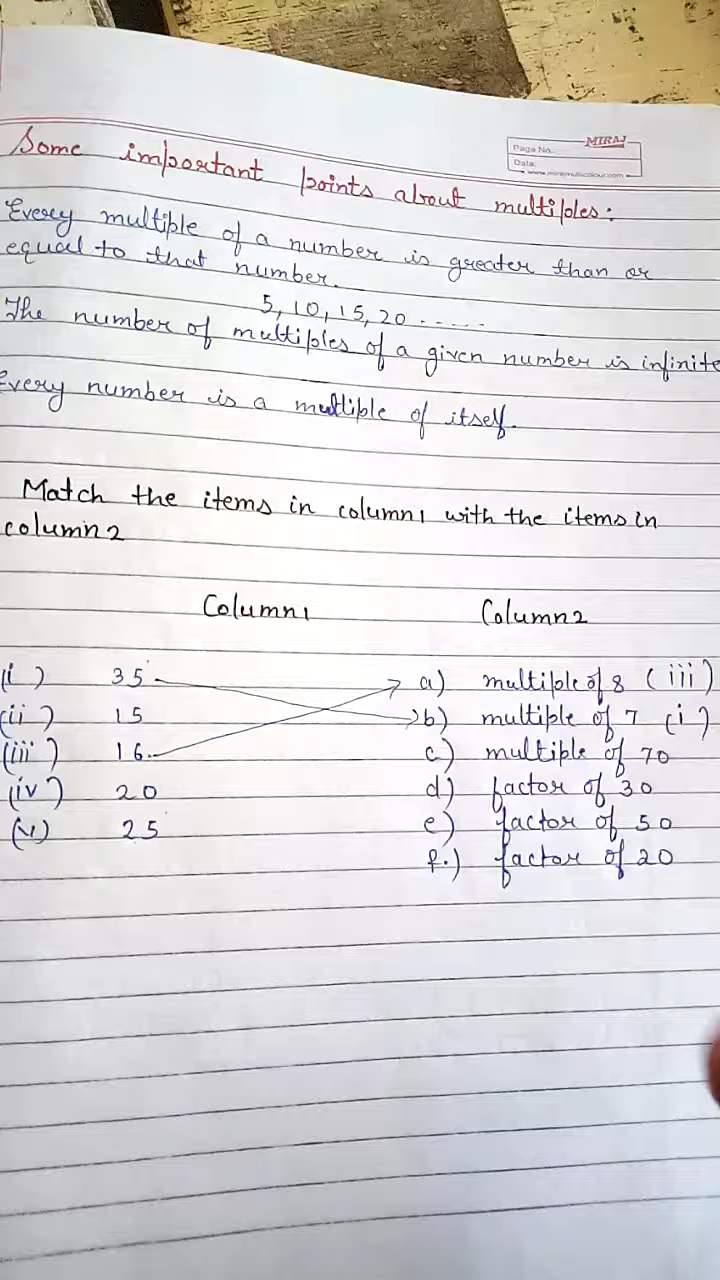 MIRAJ
Page No.
Date:
Some important points about multiples:
Every multiple of a number is greater than or
equal to that number.
5, 10, 15, 20 .....
The number of multiples of a given number is infinite
Every number is a multiple of itself.
Match the items in column1 with the items in
column2
Column1 Column2
(i) 35 a) multiple of 8 (iii)
(ii) 15 b) multiple of 7 (i)
(iii) 16 c) multiple of 70
(iv) 20 d) factor of 30
(v) 25 e) factor of 50
f.) factor of 20